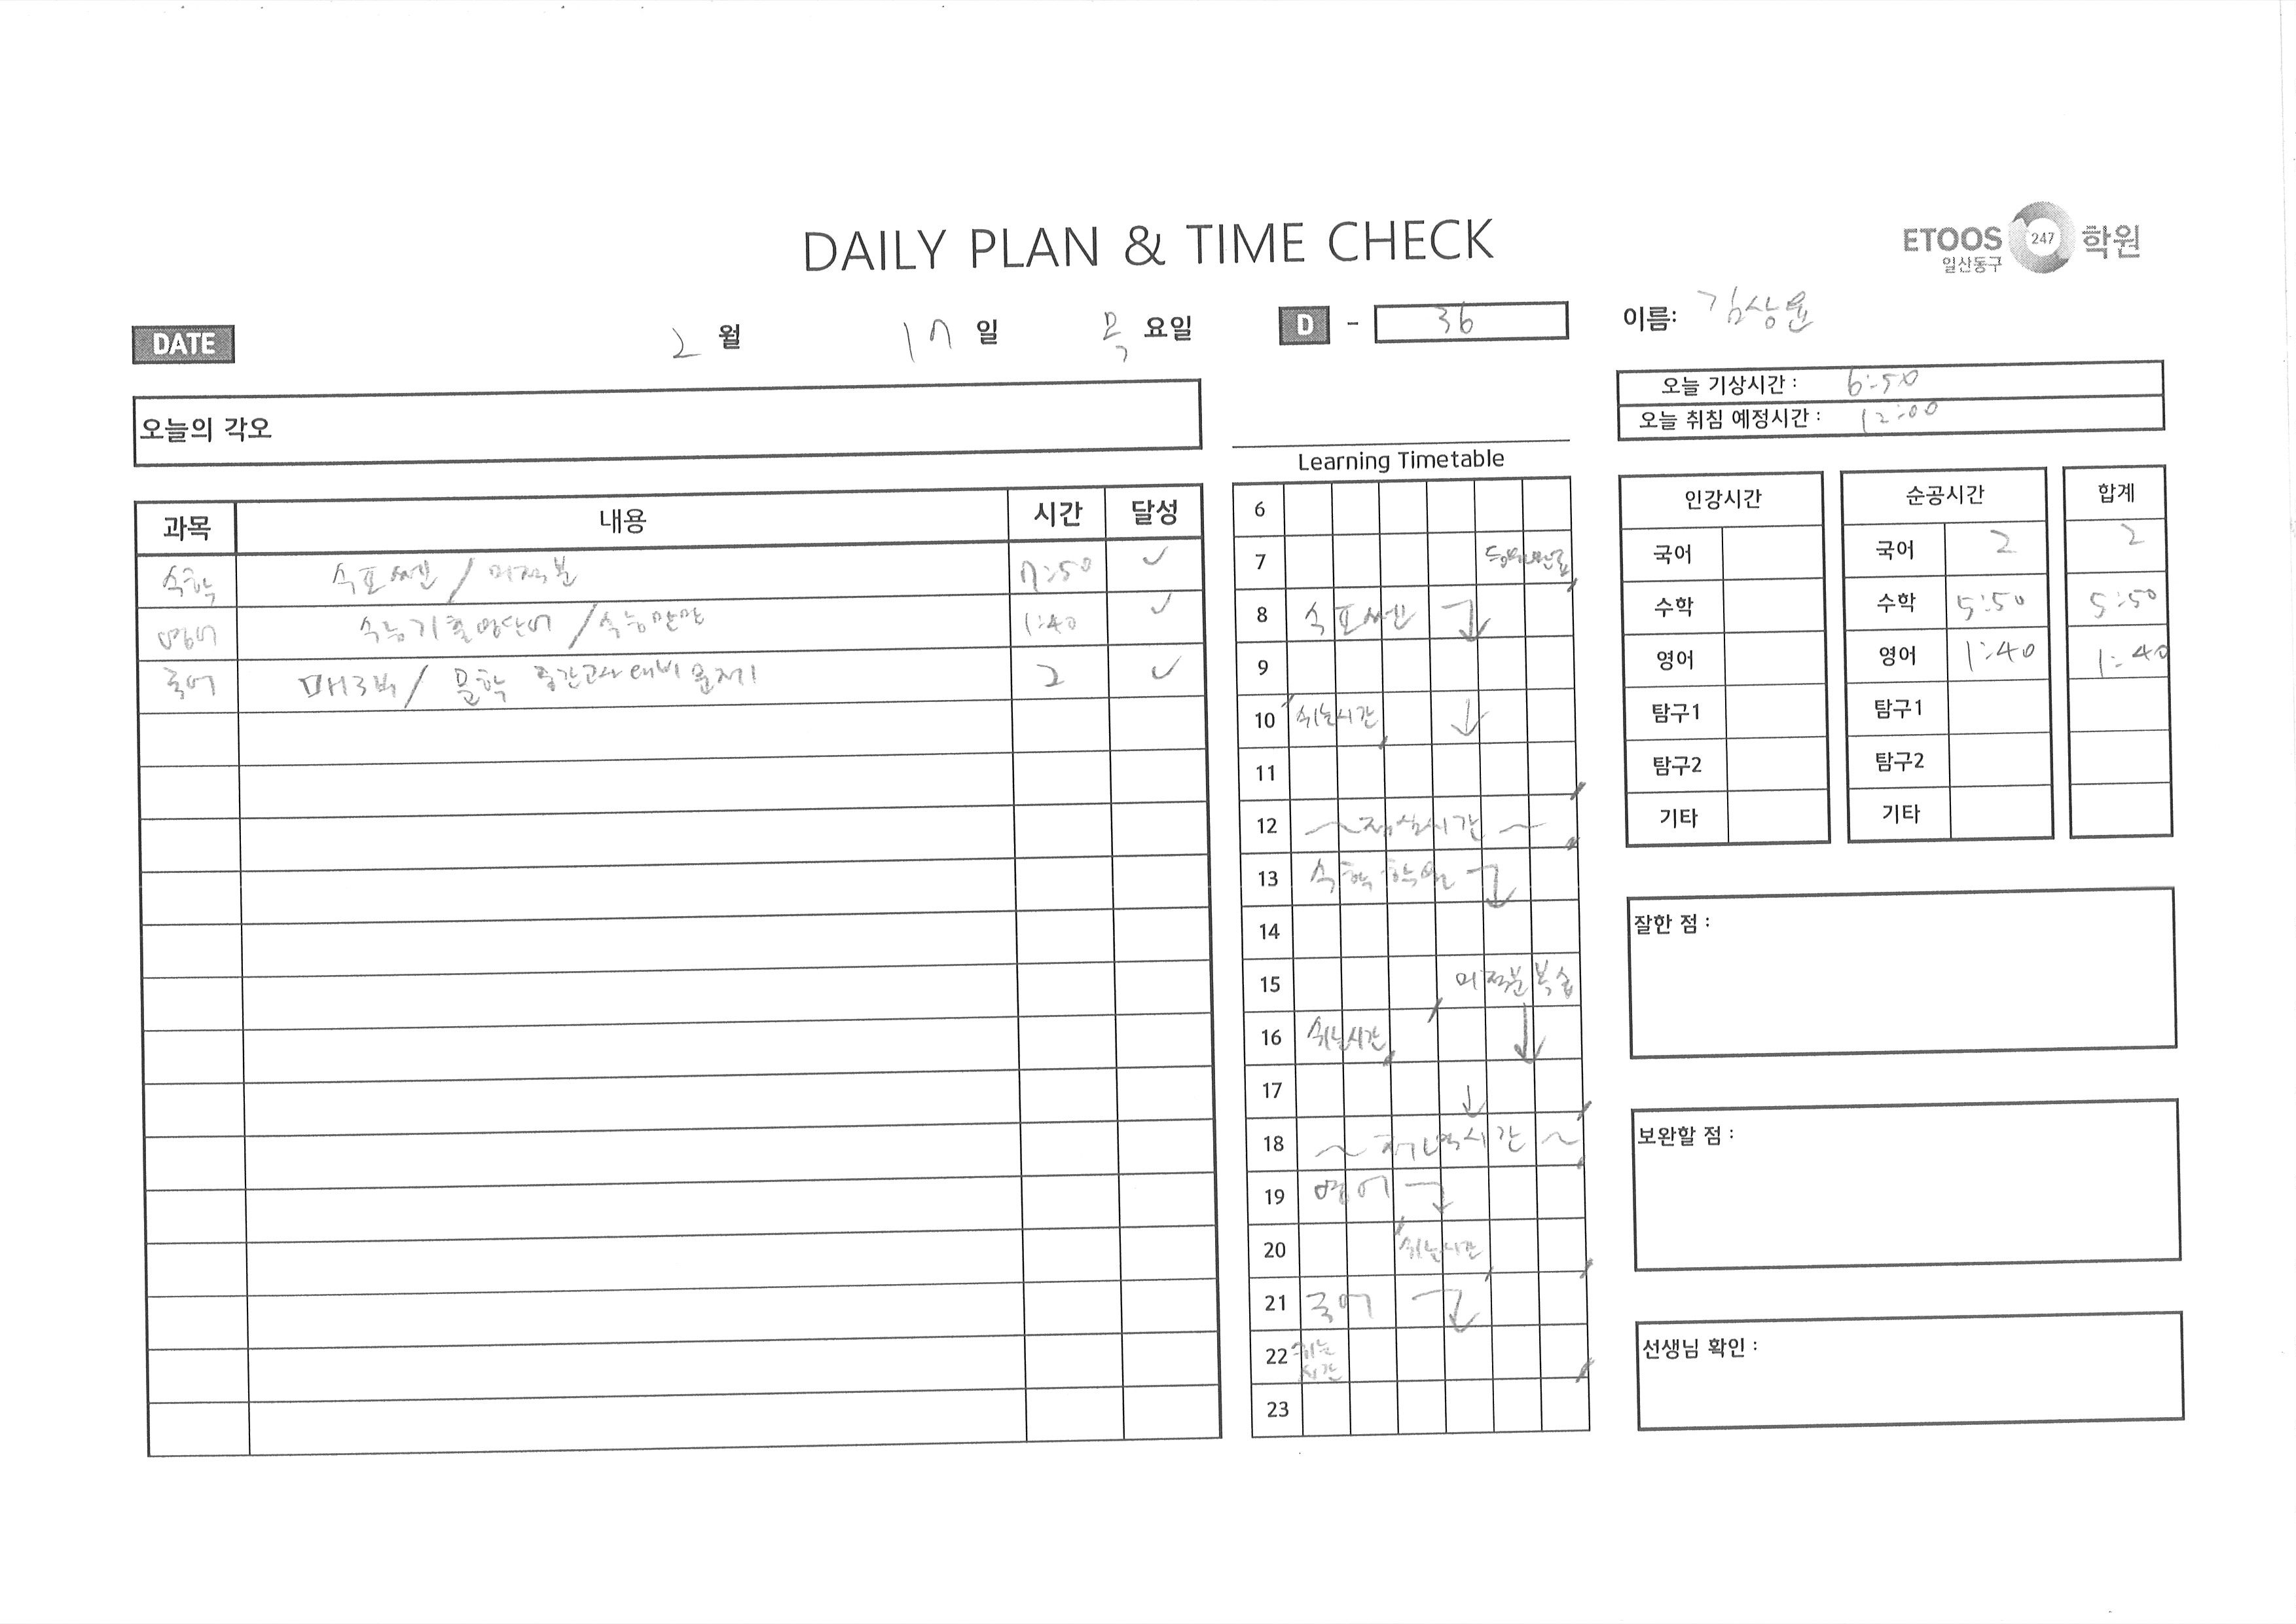 DAILY PLAN & TIME CHECK
ETOOS 247 학원
일산동구
DATE 2 월 17 일 목 요일
D - 36
이름: 김상윤
오늘 기상시간 : 6:50
오늘 취침 예정시간 : 12:00
오늘의 각오
과목 내용 시간 달성
수학 수포쎈 / 미적분 7:50 ✓
영어 수능기출영단어 / 수능만만 1:40 ✓
국어 매3비 / 문학 중간고사 대비 문제지 2 ✓
Learning Timetable
6
7 등원완료
8 수포쎈
9
10 쉬는시간
11
12 ~점심시간~
13 수학학원
14
15 미적분복습
16 쉬는시간
17
18 ~저녁시간~
19 영어
20 쉬는시간
21 국어
22 쉬는
시간
23
인강시간
국어
수학
영어
탐구1
탐구2
기타
순공시간 합계
국어 2 2
수학 5:50 5:50
영어 1:40 1:40
탐구1
탐구2
기타
잘한 점 :
보완할 점 :
선생님 확인 :